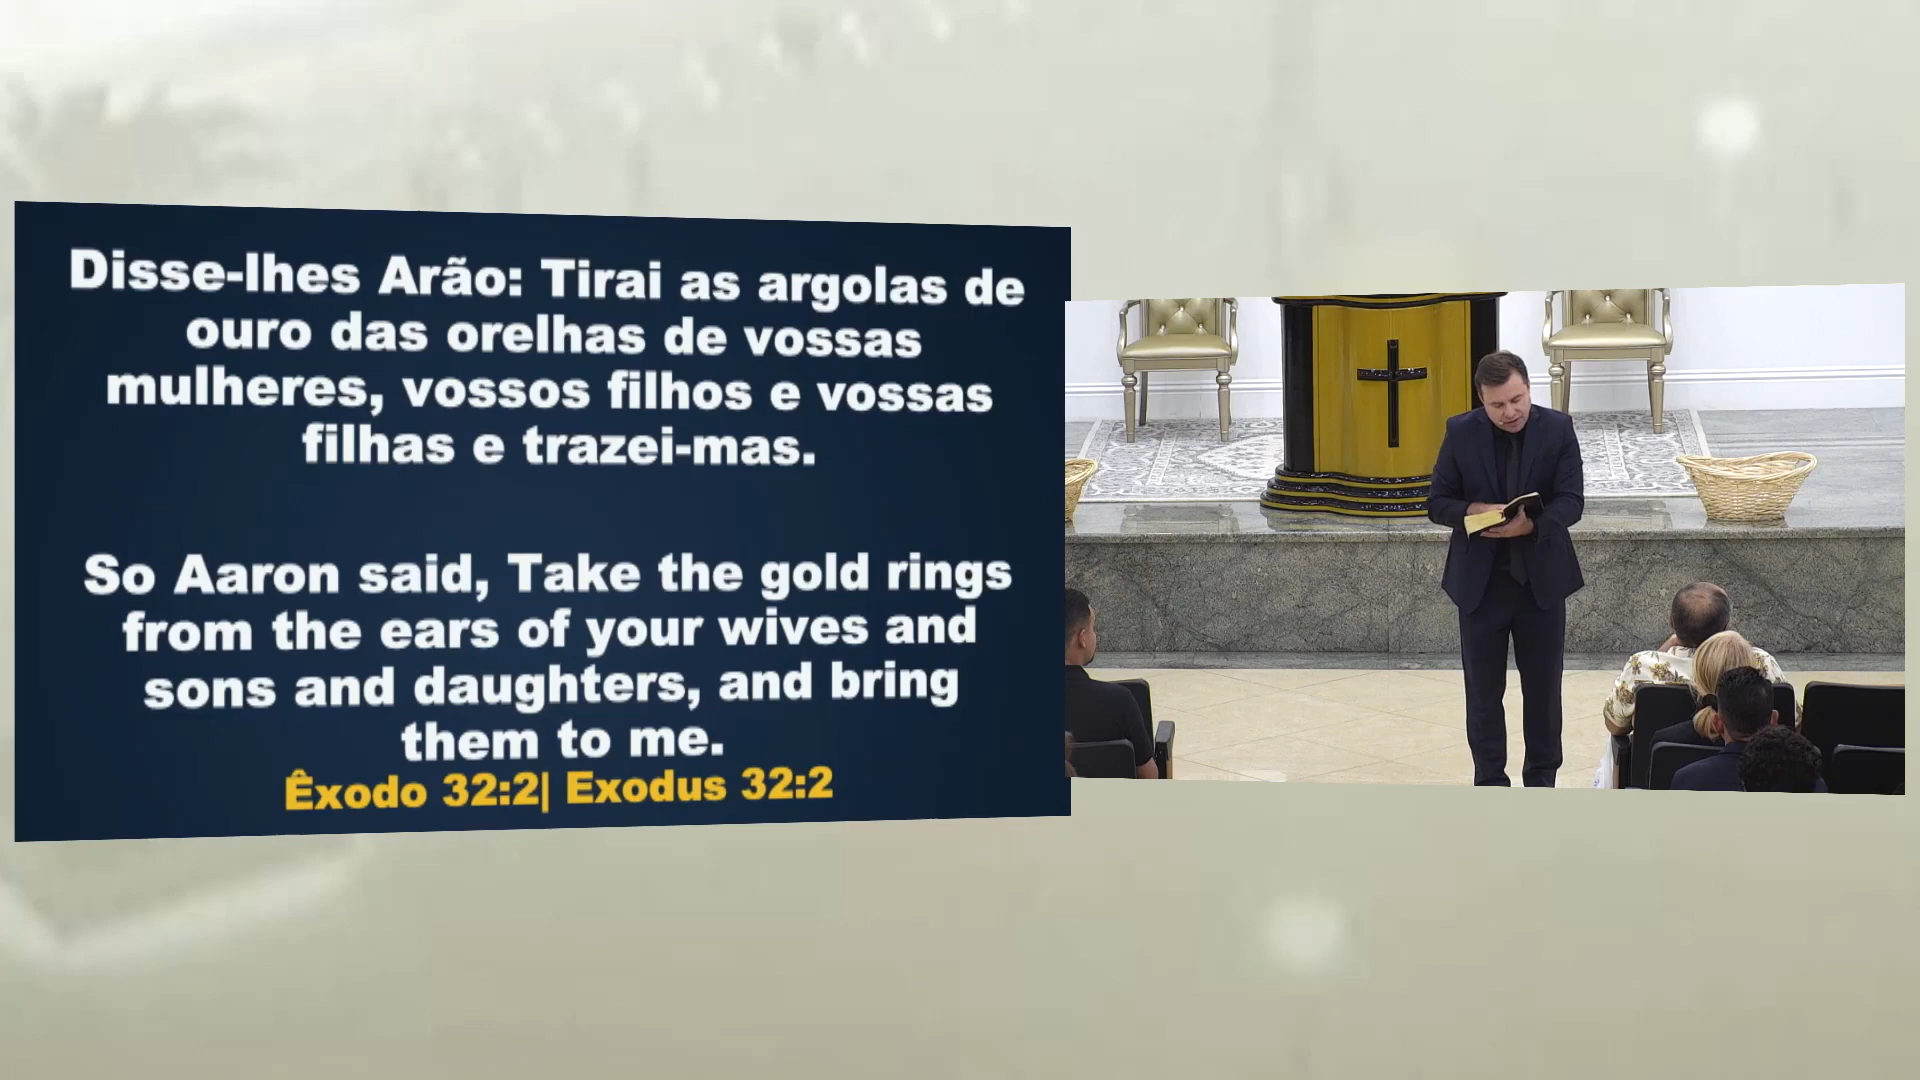 Disse-lhes Arão: Tirai as argolas de
ouro das orelhas de vossas
mulheres, vossos filhos e vossas
filhas e trazei-mas.
So Aaron said, Take the gold rings
from the ears of your wives and
sons and daughters, and bring
them to me.
Êxodo 32:2| Exodus 32:2